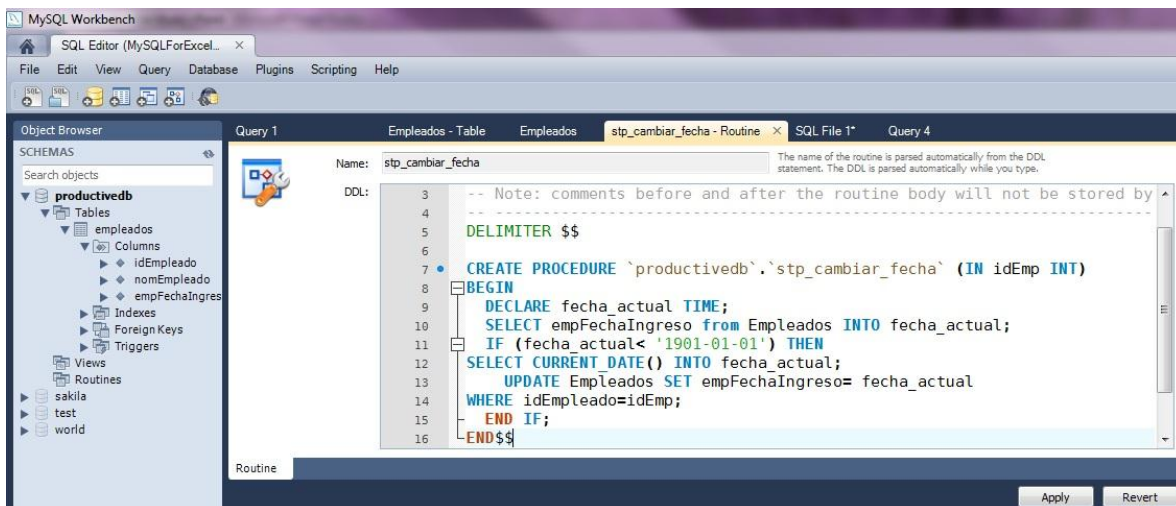 MySQL Workbench
SQL Editor (MySQLForExcel...
File Edit View Query Database Plugins Scripting Help
Object Browser
SCHEMAS
Search objects
productivedb
Tables
empleados
Columns
idEmpleado
nomEmpleado
empFechaIngres
Indexes
Foreign Keys
Triggers
Views
Routines
sakila
test
world
Query 1 Empleados - Table Empleados stp_cambiar_fecha - Routine SQL File 1* Query 4
Name: stp_cambiar_fecha
The name of the routine is parsed automatically from the DDL
statement. The DDL is parsed automatically while you type.
DDL:
3 -- Note: comments before and after the routine body will not be stored by
4 -- --------------------------------------------------------------------------------
5 DELIMITER $$
6
7 CREATE PROCEDURE `productivedb`.`stp_cambiar_fecha` (IN idEmp INT)
8 BEGIN
9 DECLARE fecha_actual TIME;
10 SELECT empFechaIngreso from Empleados INTO fecha_actual;
11 IF (fecha_actual< '1901-01-01') THEN
12 SELECT CURRENT_DATE() INTO fecha_actual;
13 UPDATE Empleados SET empFechaIngreso= fecha_actual
14 WHERE idEmpleado=idEmp;
15 END IF;
16 END$$
Routine
Apply Revert